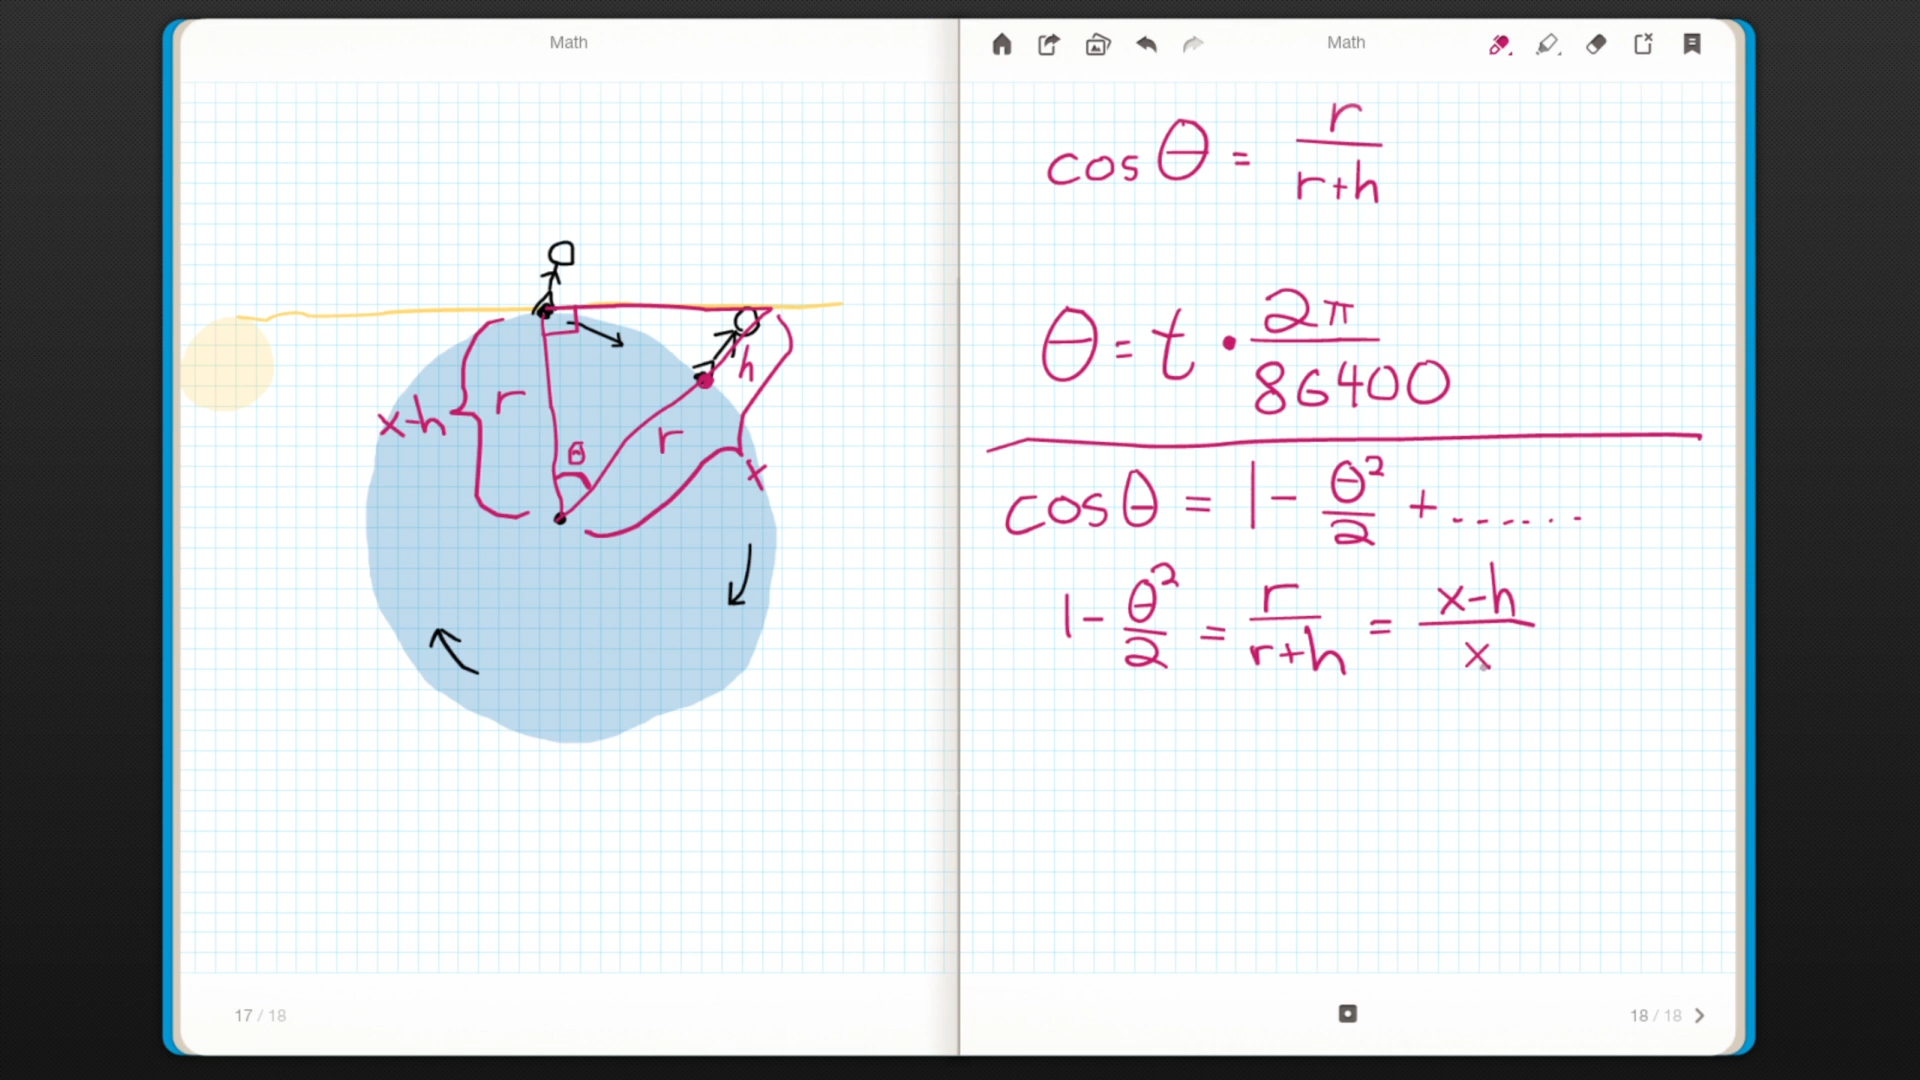 Math
x-h
r
θ
r
h
x
17 / 18
Math
cos θ = r/(r+h)
θ = t · 2π/86400
cos θ = 1 - θ²/2 + .......
1 - θ²/2 = r/(r+h) = (x-h)/x
18 / 18